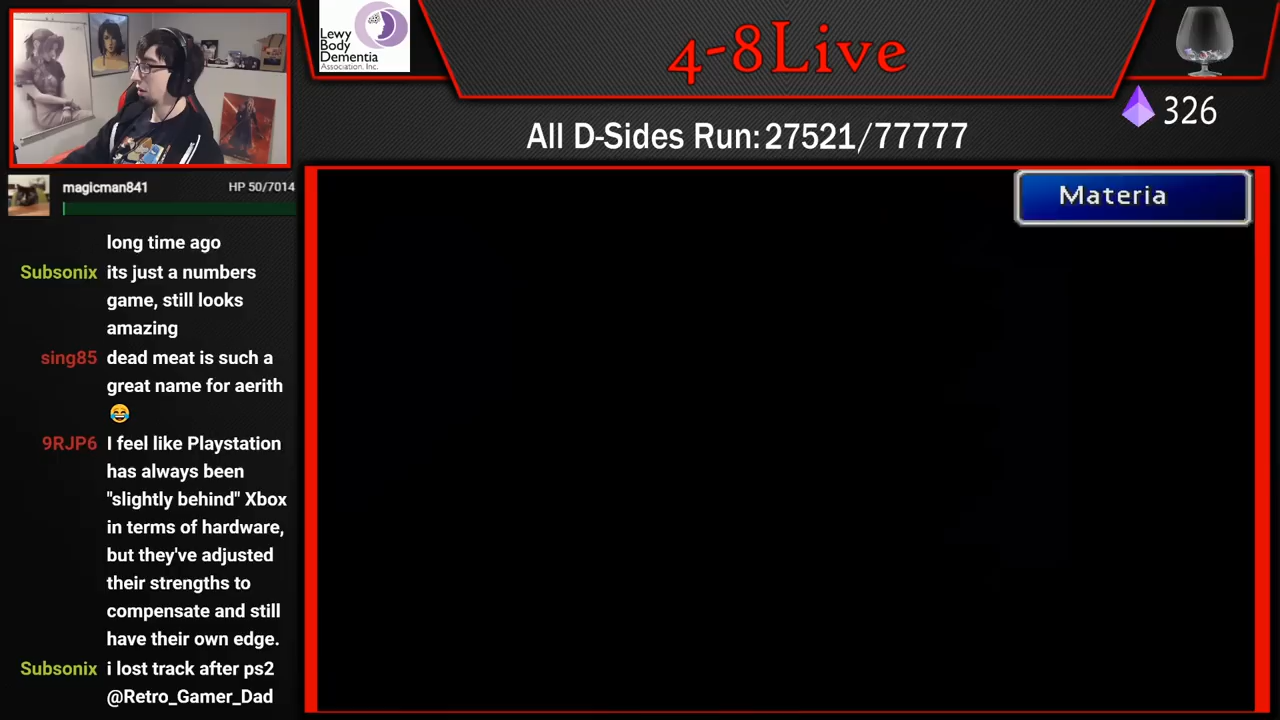 Lewy
Body
Dementia
Association, Inc.
4-8Live
326
All D-Sides Run:27521/77777
Materia
magicman841 HP 50/7014
long time ago
Subsonix its just a numbers
game, still looks
amazing
sing85 dead meat is such a
great name for aerith
😂
9RJP6 I feel like Playstation
has always been
"slightly behind" Xbox
in terms of hardware,
but they've adjusted
their strengths to
compensate and still
have their own edge.
Subsonix i lost track after ps2
@Retro_Gamer_Dad